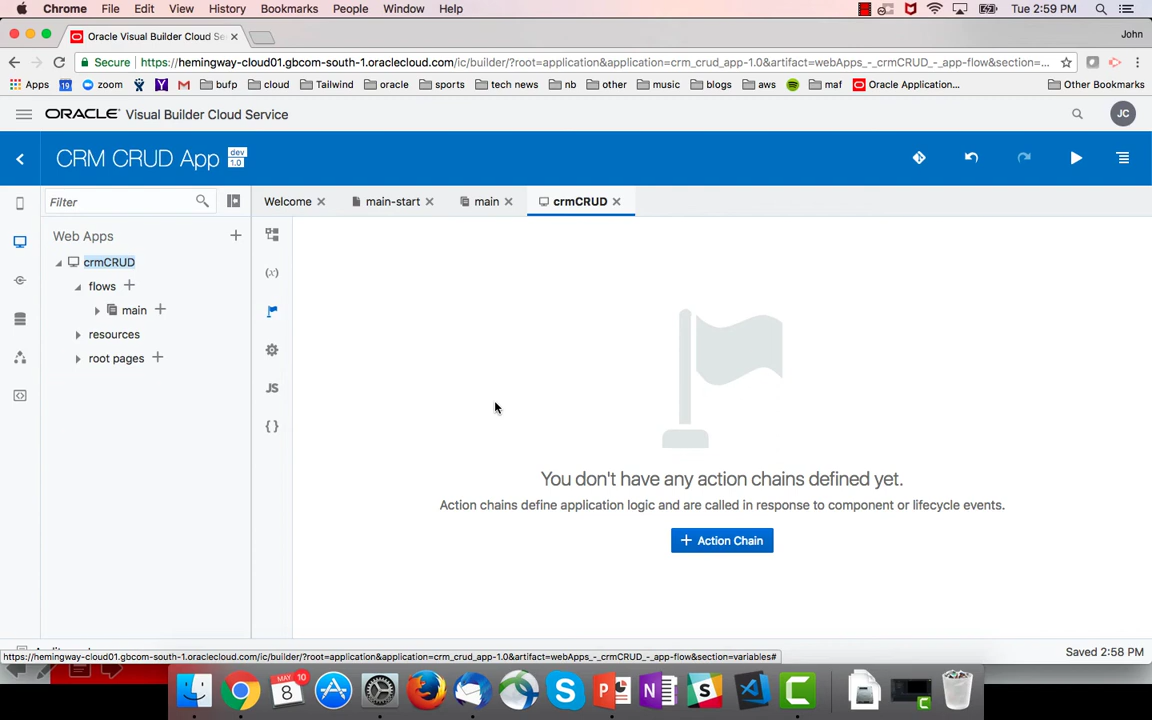 Chrome File Edit View History Bookmarks People Window Help Tue 2:59 PM
Oracle Visual Builder Cloud Se John
Secure https://hemingway-cloud01.gbcom-south-1.oraclecloud.com/ic/builder/?root=application&application=crm_crud_app-1.0&artifact=webApps_-_crmCRUD_-_app-flow&section=...
Apps 19 zoom bufp cloud Tailwind oracle sports tech news nb other music blogs aws maf Oracle Application... Other Bookmarks
ORACLE Visual Builder Cloud Service JC
CRM CRUD App dev 1.0
Filter Welcome main-start main crmCRUD
Web Apps
crmCRUD
(x)
flows
main
resources
root pages
JS
{ }
You don't have any action chains defined yet.
Action chains define application logic and are called in response to component or lifecycle events.
+ Action Chain
Saved 2:58 PM
https://hemingway-cloud01.gbcom-south-1.oraclecloud.com/ic/builder/?root=application&application=crm_crud_app-1.0&artifact=webApps_-_crmCRUD_-_app-flow&section=variables#
MAY 10
8